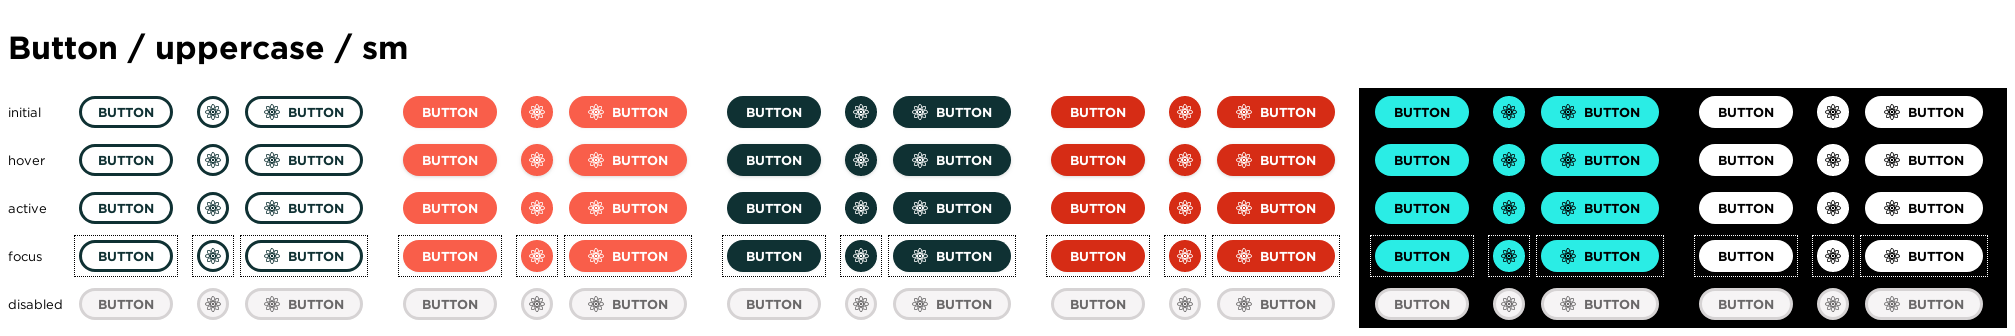 Button / uppercase / sm
initial BUTTON BUTTON BUTTON BUTTON BUTTON BUTTON BUTTON BUTTON BUTTON BUTTON BUTTON BUTTON
hover BUTTON BUTTON BUTTON BUTTON BUTTON BUTTON BUTTON BUTTON BUTTON BUTTON BUTTON BUTTON
active BUTTON BUTTON BUTTON BUTTON BUTTON BUTTON BUTTON BUTTON BUTTON BUTTON BUTTON BUTTON
focus BUTTON BUTTON BUTTON BUTTON BUTTON BUTTON BUTTON BUTTON BUTTON BUTTON BUTTON BUTTON
disabled BUTTON BUTTON BUTTON BUTTON BUTTON BUTTON BUTTON BUTTON BUTTON BUTTON BUTTON BUTTON